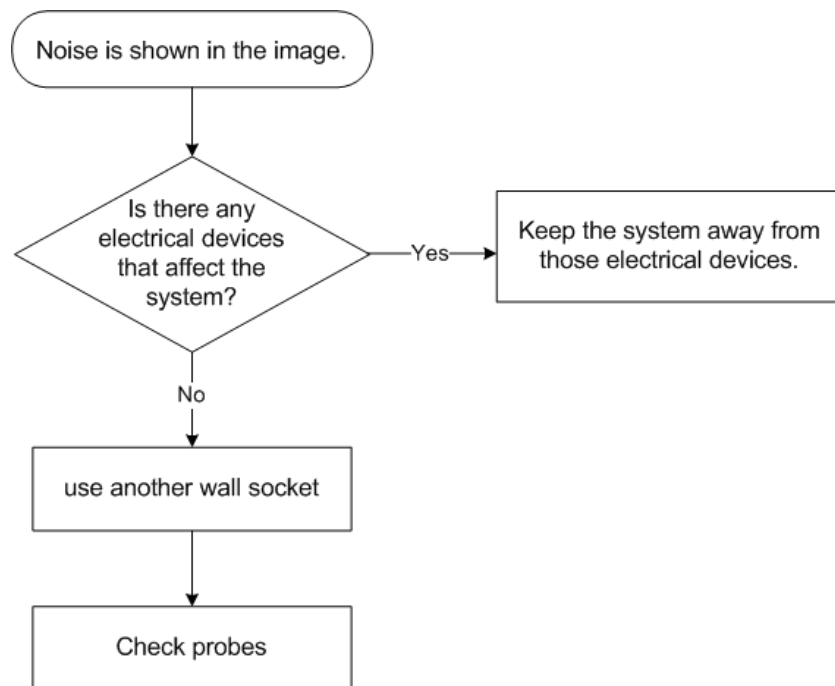 Noise is shown in the image.
Is there any
electrical devices
that affect the
system?
Yes
Keep the system away from
those electrical devices.
No
use another wall socket
Check probes